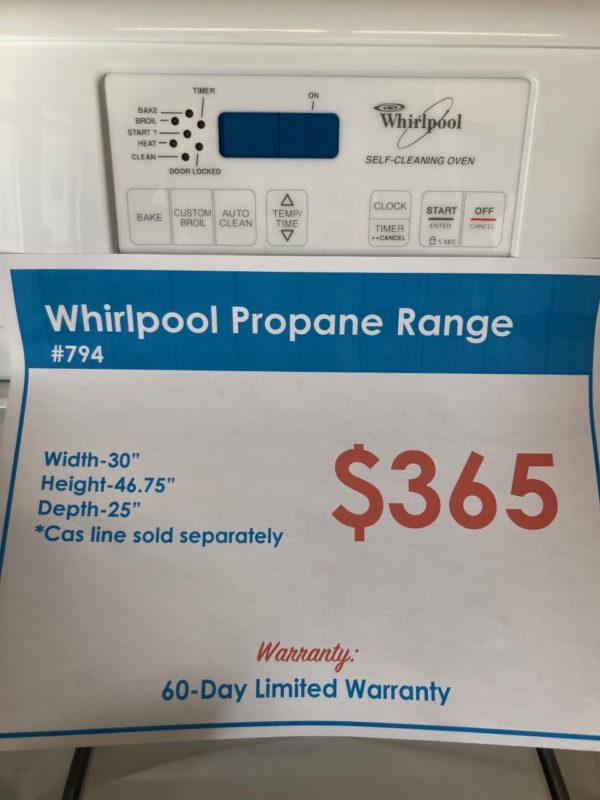 TIMER
ON
BAKE
BROIL
START ?
HEAT
CLEAN
DOOR LOCKED
Whirlpool
SELF-CLEANING OVEN
BAKE
CUSTOM
BROIL
AUTO
CLEAN
TEMP/
TIME
CLOCK
TIMER
••CANCEL
START
ENTER
5 SEC
OFF
CANCEL
Whirlpool Propane Range
#794
Width-30”
Height-46.75”
Depth-25”
*Cas line sold separately
$365
Warranty:
60-Day Limited Warranty